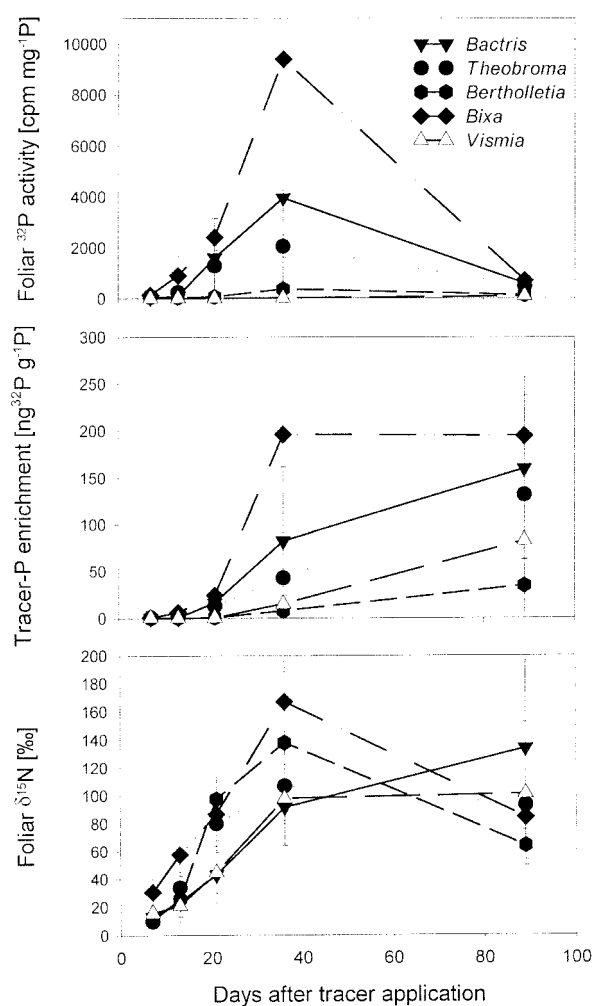 Foliar ³²P activity [cpm mg⁻¹P]
10000
8000
6000
4000
2000
0
Bactris
Theobroma
Bertholletia
Bixa
Vismia
Tracer-P enrichment [ng³²P g⁻¹P]
300
250
200
150
100
50
0
Foliar δ¹⁵N [‰]
200
180
160
140
120
100
80
60
40
20
0
0 20 40 60 80 100
Days after tracer application